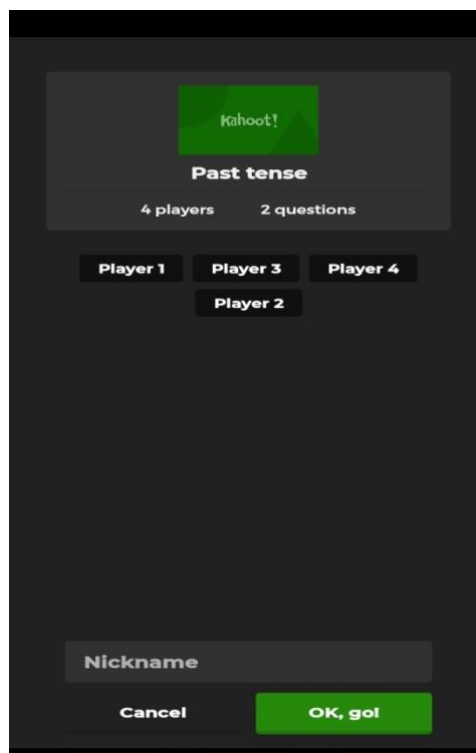 Kahoot!
Past tense
4 players 2 questions
Player 1 Player 3 Player 4
Player 2
Nickname
Cancel OK, go!